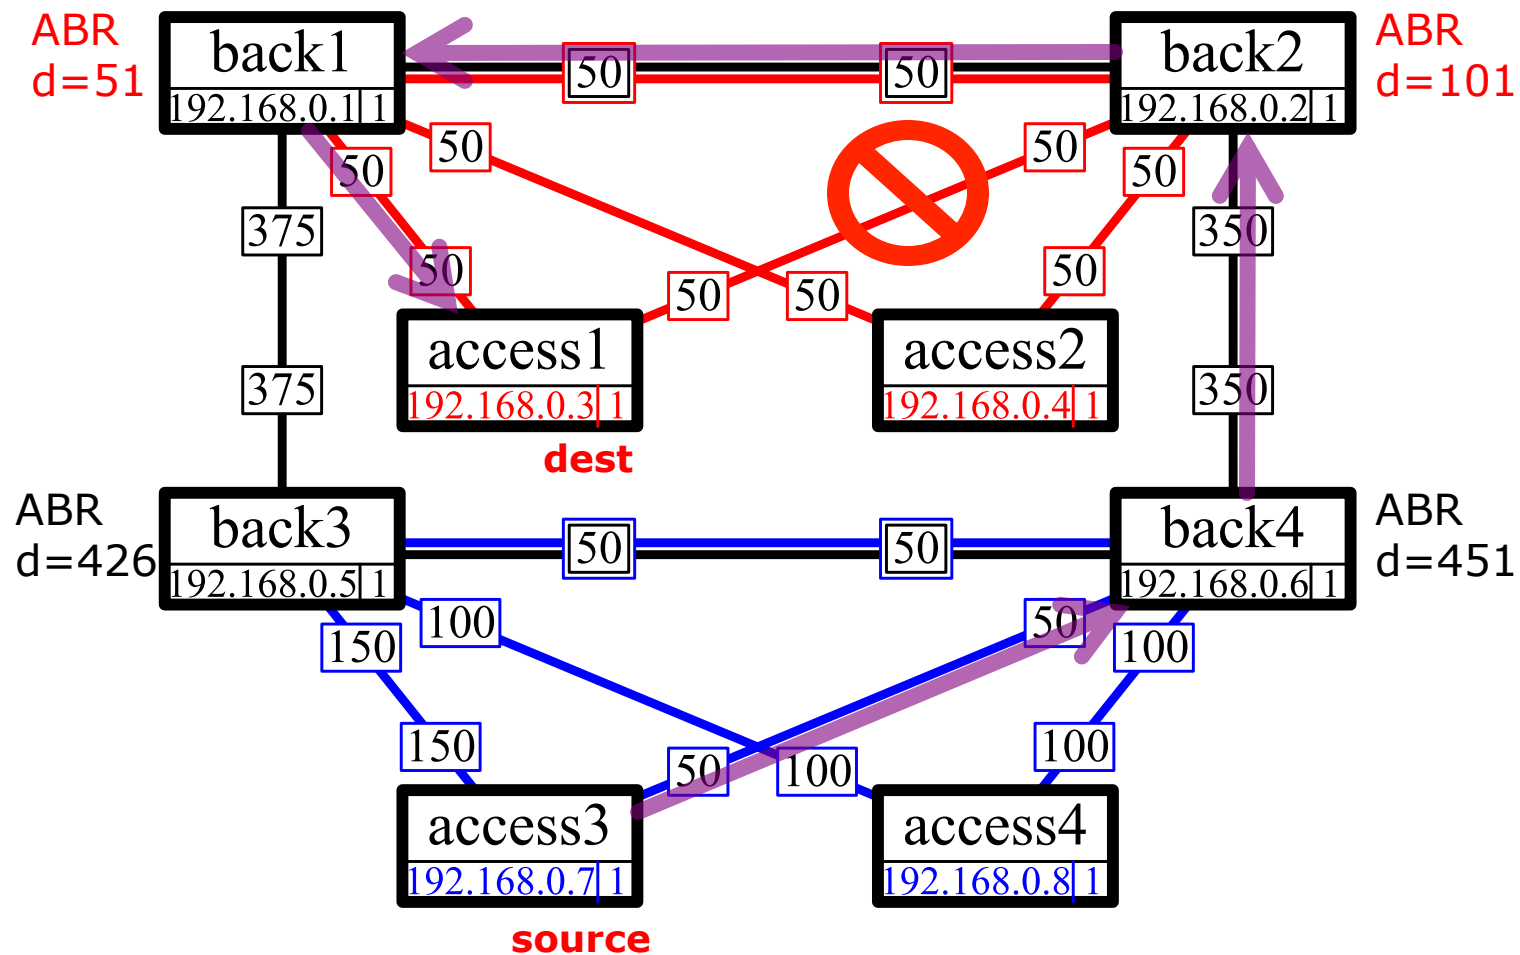 ABR
d=51
back1
192.168.0.1 1
50
50
back2
192.168.0.2 1
ABR
d=101
50
50
50
50
375
350
50
50
50
50
375
350
access1
192.168.0.3 1
dest
access2
192.168.0.4 1
ABR
d=426
back3
192.168.0.5 1
50
50
back4
192.168.0.6 1
ABR
d=451
150
100
50
100
150
50
100
100
access3
192.168.0.7 1
source
access4
192.168.0.8 1